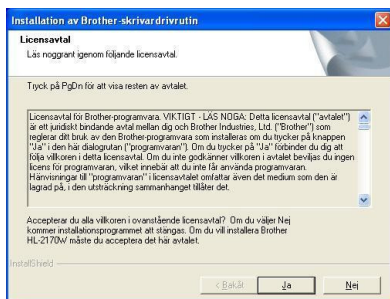 Installation av Brother-skrivardrivrutin
Licensavtal
Läs noggrant igenom följande licensavtal.
Tryck på PgDn för att visa resten av avtalet.
Licensavtal för Brother-programvara. VIKTIGT - LÄS NOGA: Detta licensavtal ("avtalet")
är ett juridiskt bindande avtal mellan dig och Brother Industries, Ltd. ("Brother") som
reglerar ditt bruk av den Brother-programvara som installeras om du trycker på knappen
"Ja" i den här dialogrutan ("programvaran"). Om du trycker på "Ja" förbinder du dig att
följa villkoren i detta licensavtal. Om du inte godkänner villkoren i avtalet beviljas du ingen
licens för programvaran, vilket innebär att du inte får använda programvaran.
Hänvisningar till "programvaran" i licensavtalet omfattar även det medium som den är
lagrad på, i den utsträckning sammanhanget tillåter det.
Accepterar du alla villkoren i ovanstående licensavtal? Om du väljer Nej
kommer installationsprogrammet att stängas. Om du vill installera Brother
HL-2170W måste du acceptera det här avtalet.
InstallShield
< Bakåt
Ja
Nej